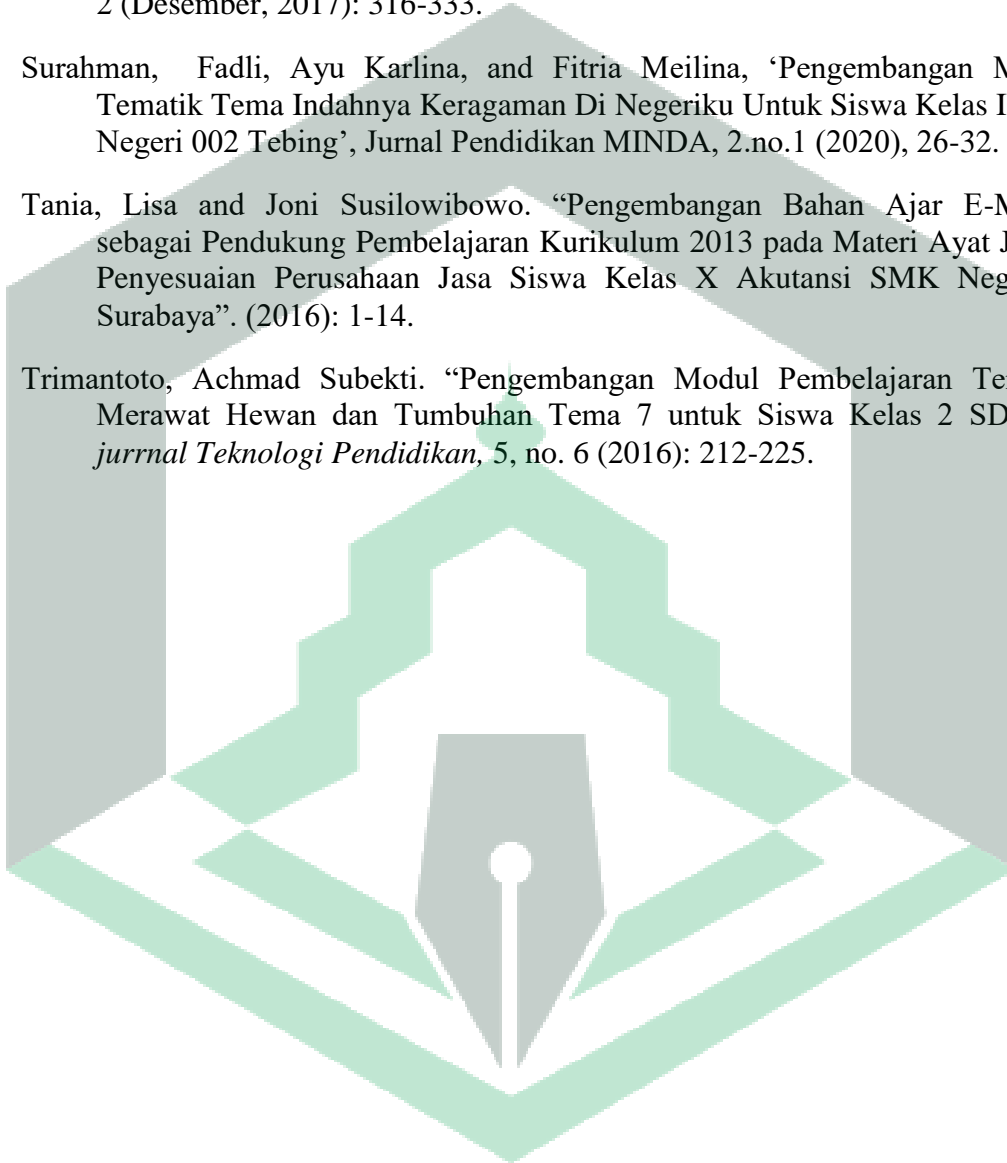 2 (Desember, 2017): 316-333.
Surahman, Fadli, Ayu Karlina, and Fitria Meilina, ‘Pengembangan
Tematik Tema Indahnya Keragaman Di Negeriku Untuk Siswa Kelas
Negeri 002 Tebing’, Jurnal Pendidikan MINDA, 2.no.1 (2020), 26-32.
Tania, Lisa and Joni Susilowibowo. “Pengembangan Bahan Ajar
sebagai Pendukung Pembelajaran Kurikulum 2013 pada Materi Ayat
Penyesuaian Perusahaan Jasa Siswa Kelas X Akutansi SMK
Surabaya”. (2016): 1-14.
Trimantoto, Achmad Subekti. “Pengembangan Modul Pembelajaran
Merawat Hewan dan Tumbuhan Tema 7 untuk Siswa Kelas 2
jurrnal Teknologi Pendidikan, 5, no. 6 (2016): 212-225.